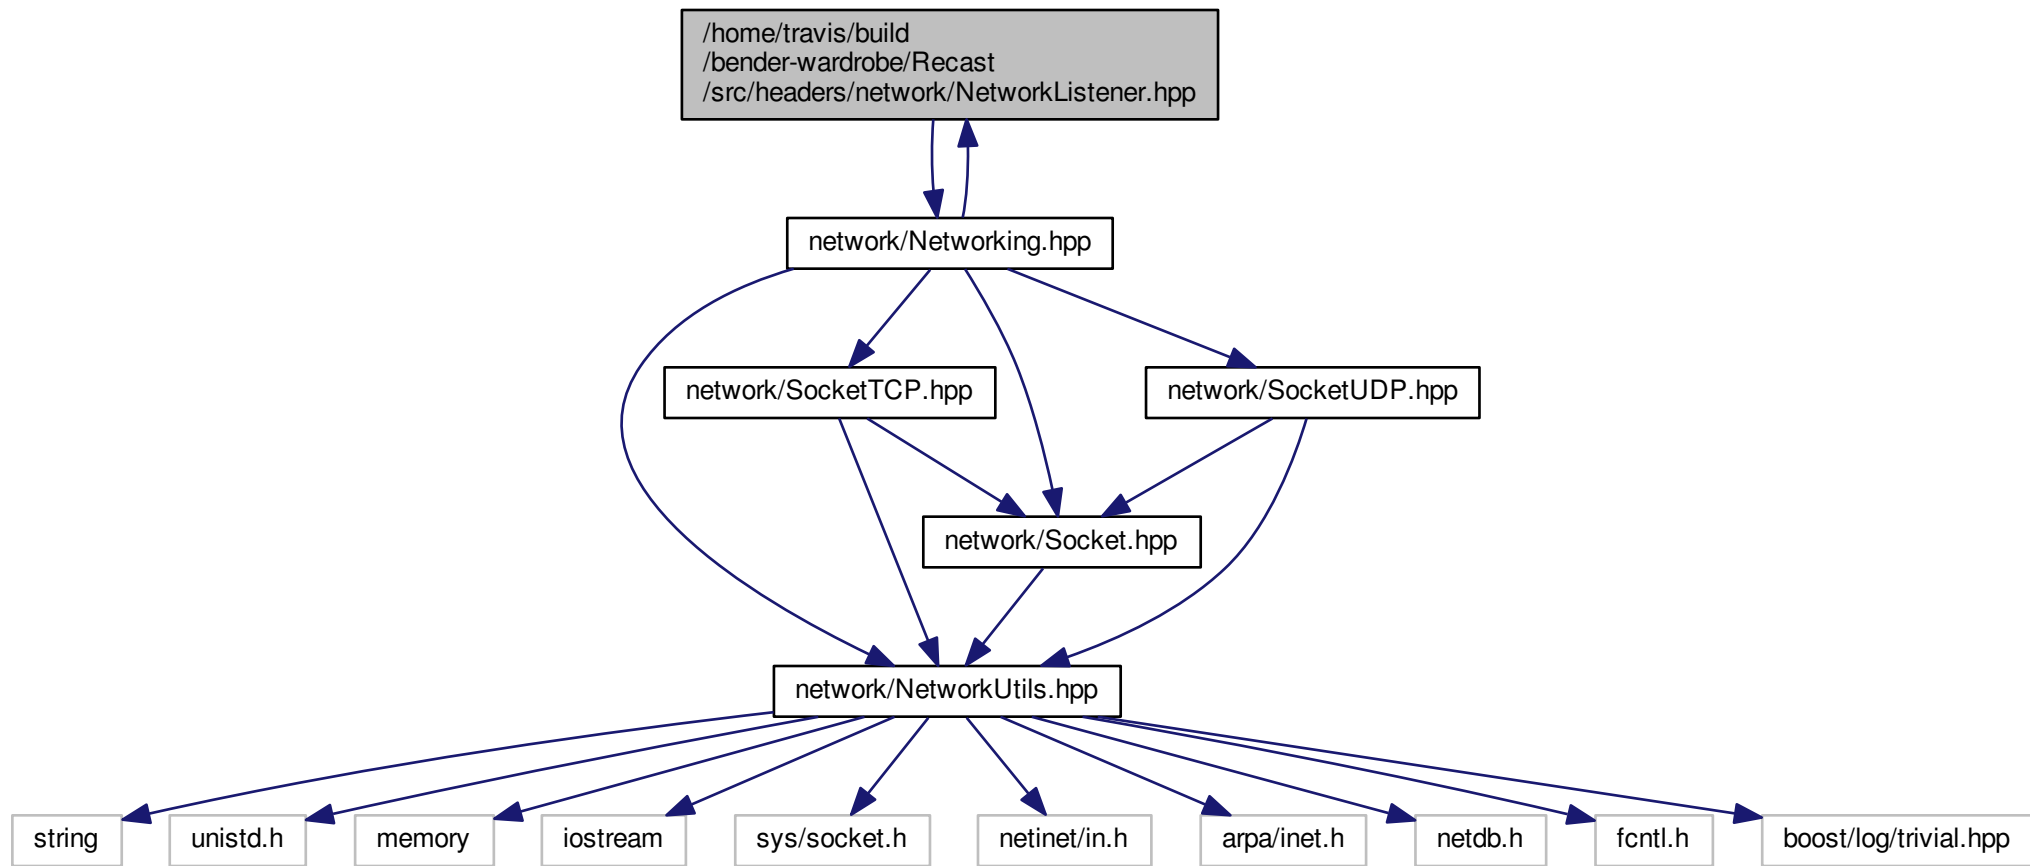 /home/travis/build
/bender-wardrobe/Recast
/src/headers/network/NetworkListener.hpp
network/Networking.hpp
network/SocketTCP.hpp
network/SocketUDP.hpp
network/Socket.hpp
network/NetworkUtils.hpp
string
unistd.h
memory
iostream
sys/socket.h
netinet/in.h
arpa/inet.h
netdb.h
fcntl.h
boost/log/trivial.hpp